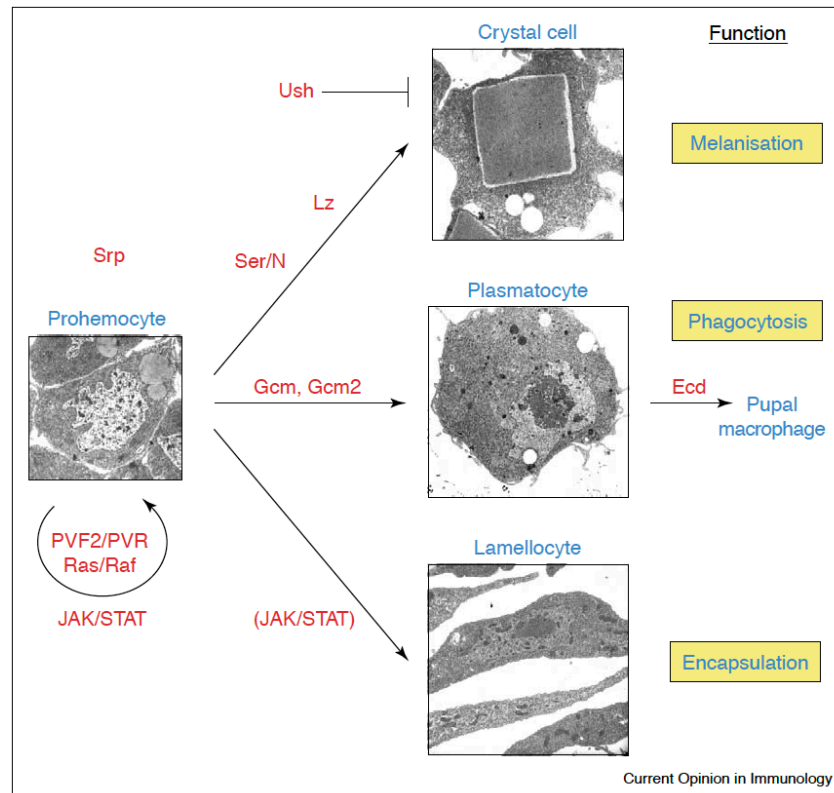 Crystal cell
Function
Ush
Melanisation
Lz
Srp
Ser/N
Prohemocyte
Plasmatocyte
Phagocytosis
Gcm, Gcm2
Ecd
Pupal
macrophage
PVF2/PVR
Ras/Raf
JAK/STAT
(JAK/STAT)
Lamellocyte
Encapsulation
Current Opinion in Immunology